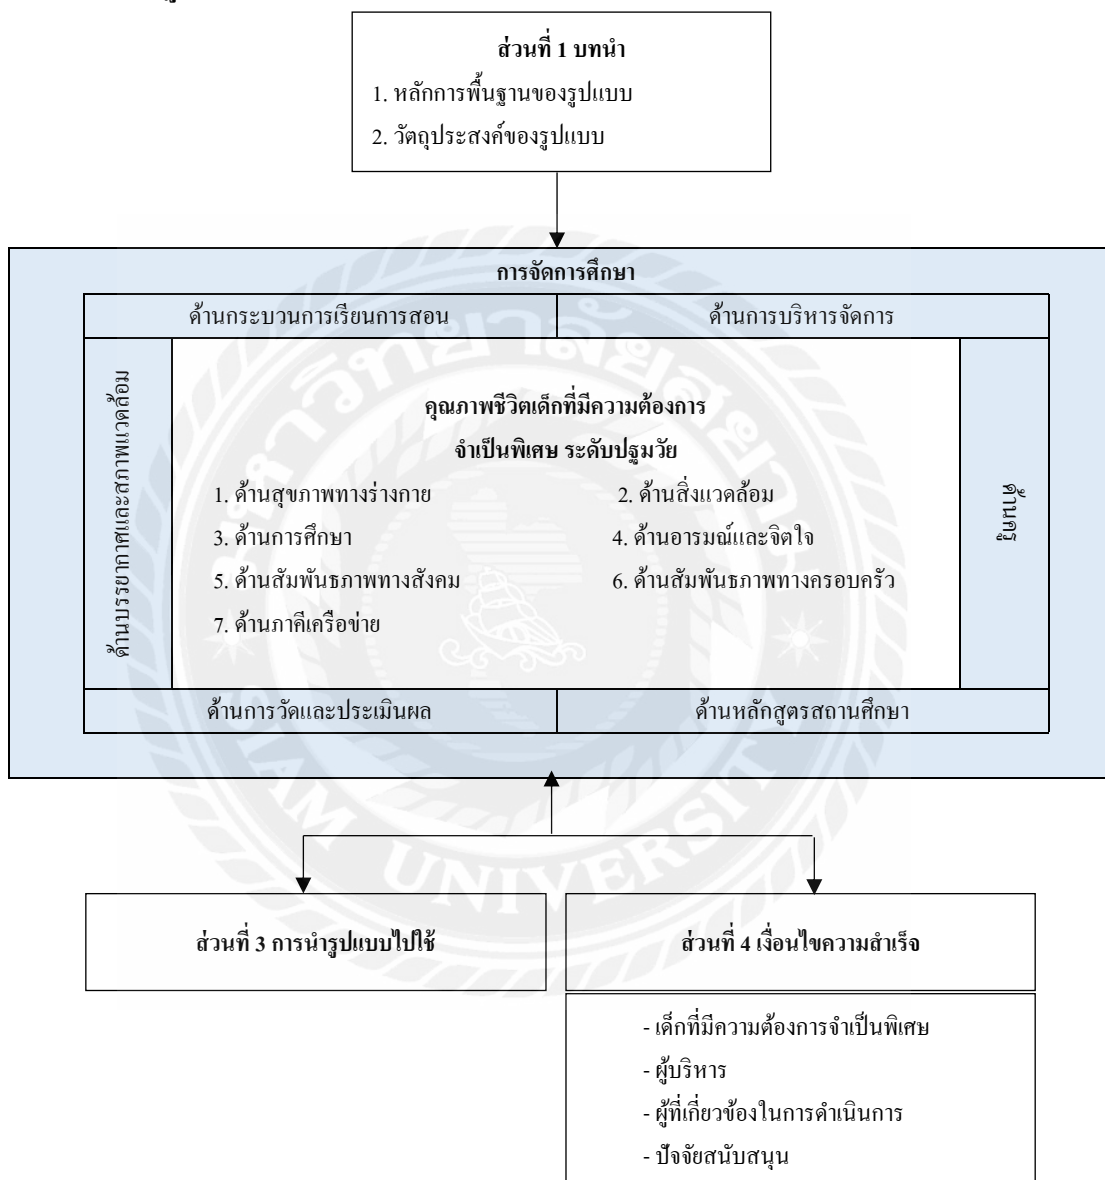 ส่วนที่ 1 บทนำ
1. หลักการพื้นฐานของรูปแบบ
2. วัตถุประสงค์ของรูปแบบ
การจัดการศึกษา
ด้านกระบวนการเรียนการสอน
ด้านการบริหารจัดการ
ด้านบรรยากาศและสภาพแวดล้อม
คุณภาพชีวิตเด็กที่มีความต้องการ
จำเป็นพิเศษ ระดับปฐมวัย
1. ด้านสุขภาพทางร่างกาย
2. ด้านสิ่งแวดล้อม
3. ด้านการศึกษา
4. ด้านอารมณ์และจิตใจ
5. ด้านสัมพันธภาพทางสังคม
6. ด้านสัมพันธภาพทางครอบครัว
7. ด้านภาคีเครือข่าย
ด้านครู
ด้านการวัดและประเมินผล
ด้านหลักสูตรสถานศึกษา
มหาวิทยาลัยสยาม
SIAM UNIVERSITY
ส่วนที่ 3 การนำรูปแบบไปใช้
ส่วนที่ 4 เงื่อนไขความสำเร็จ
- เด็กที่มีความต้องการจำเป็นพิเศษ
- ผู้บริหาร
- ผู้ที่เกี่ยวข้องในการดำเนินการ
- ปัจจัยสนับสนุน